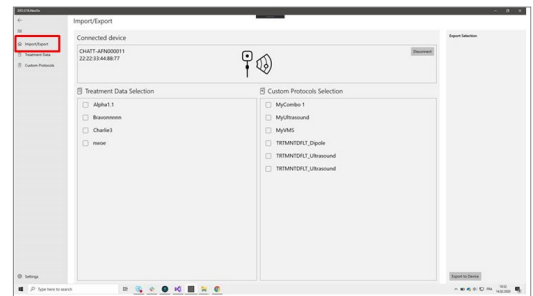 Import/Export
Connected device
Export Selection:
Import/Export
CHATT-AFN000011
Disconnect
22:22:33:44:88:77
Treatment Data
Custom Protocols
Treatment Data Selection
Custom Protocols Selection
Alpha1.1
MyCombo 1
Bravonnnnn
MyUltrasound
Charlie3
MyVMS
nwoe
TRTMNTDFLT_Dipole
TRTMNTDFLT_Ultrasound
TRTMNTDFLT_Ultrasound
Settings
Export to Device
Type here to search